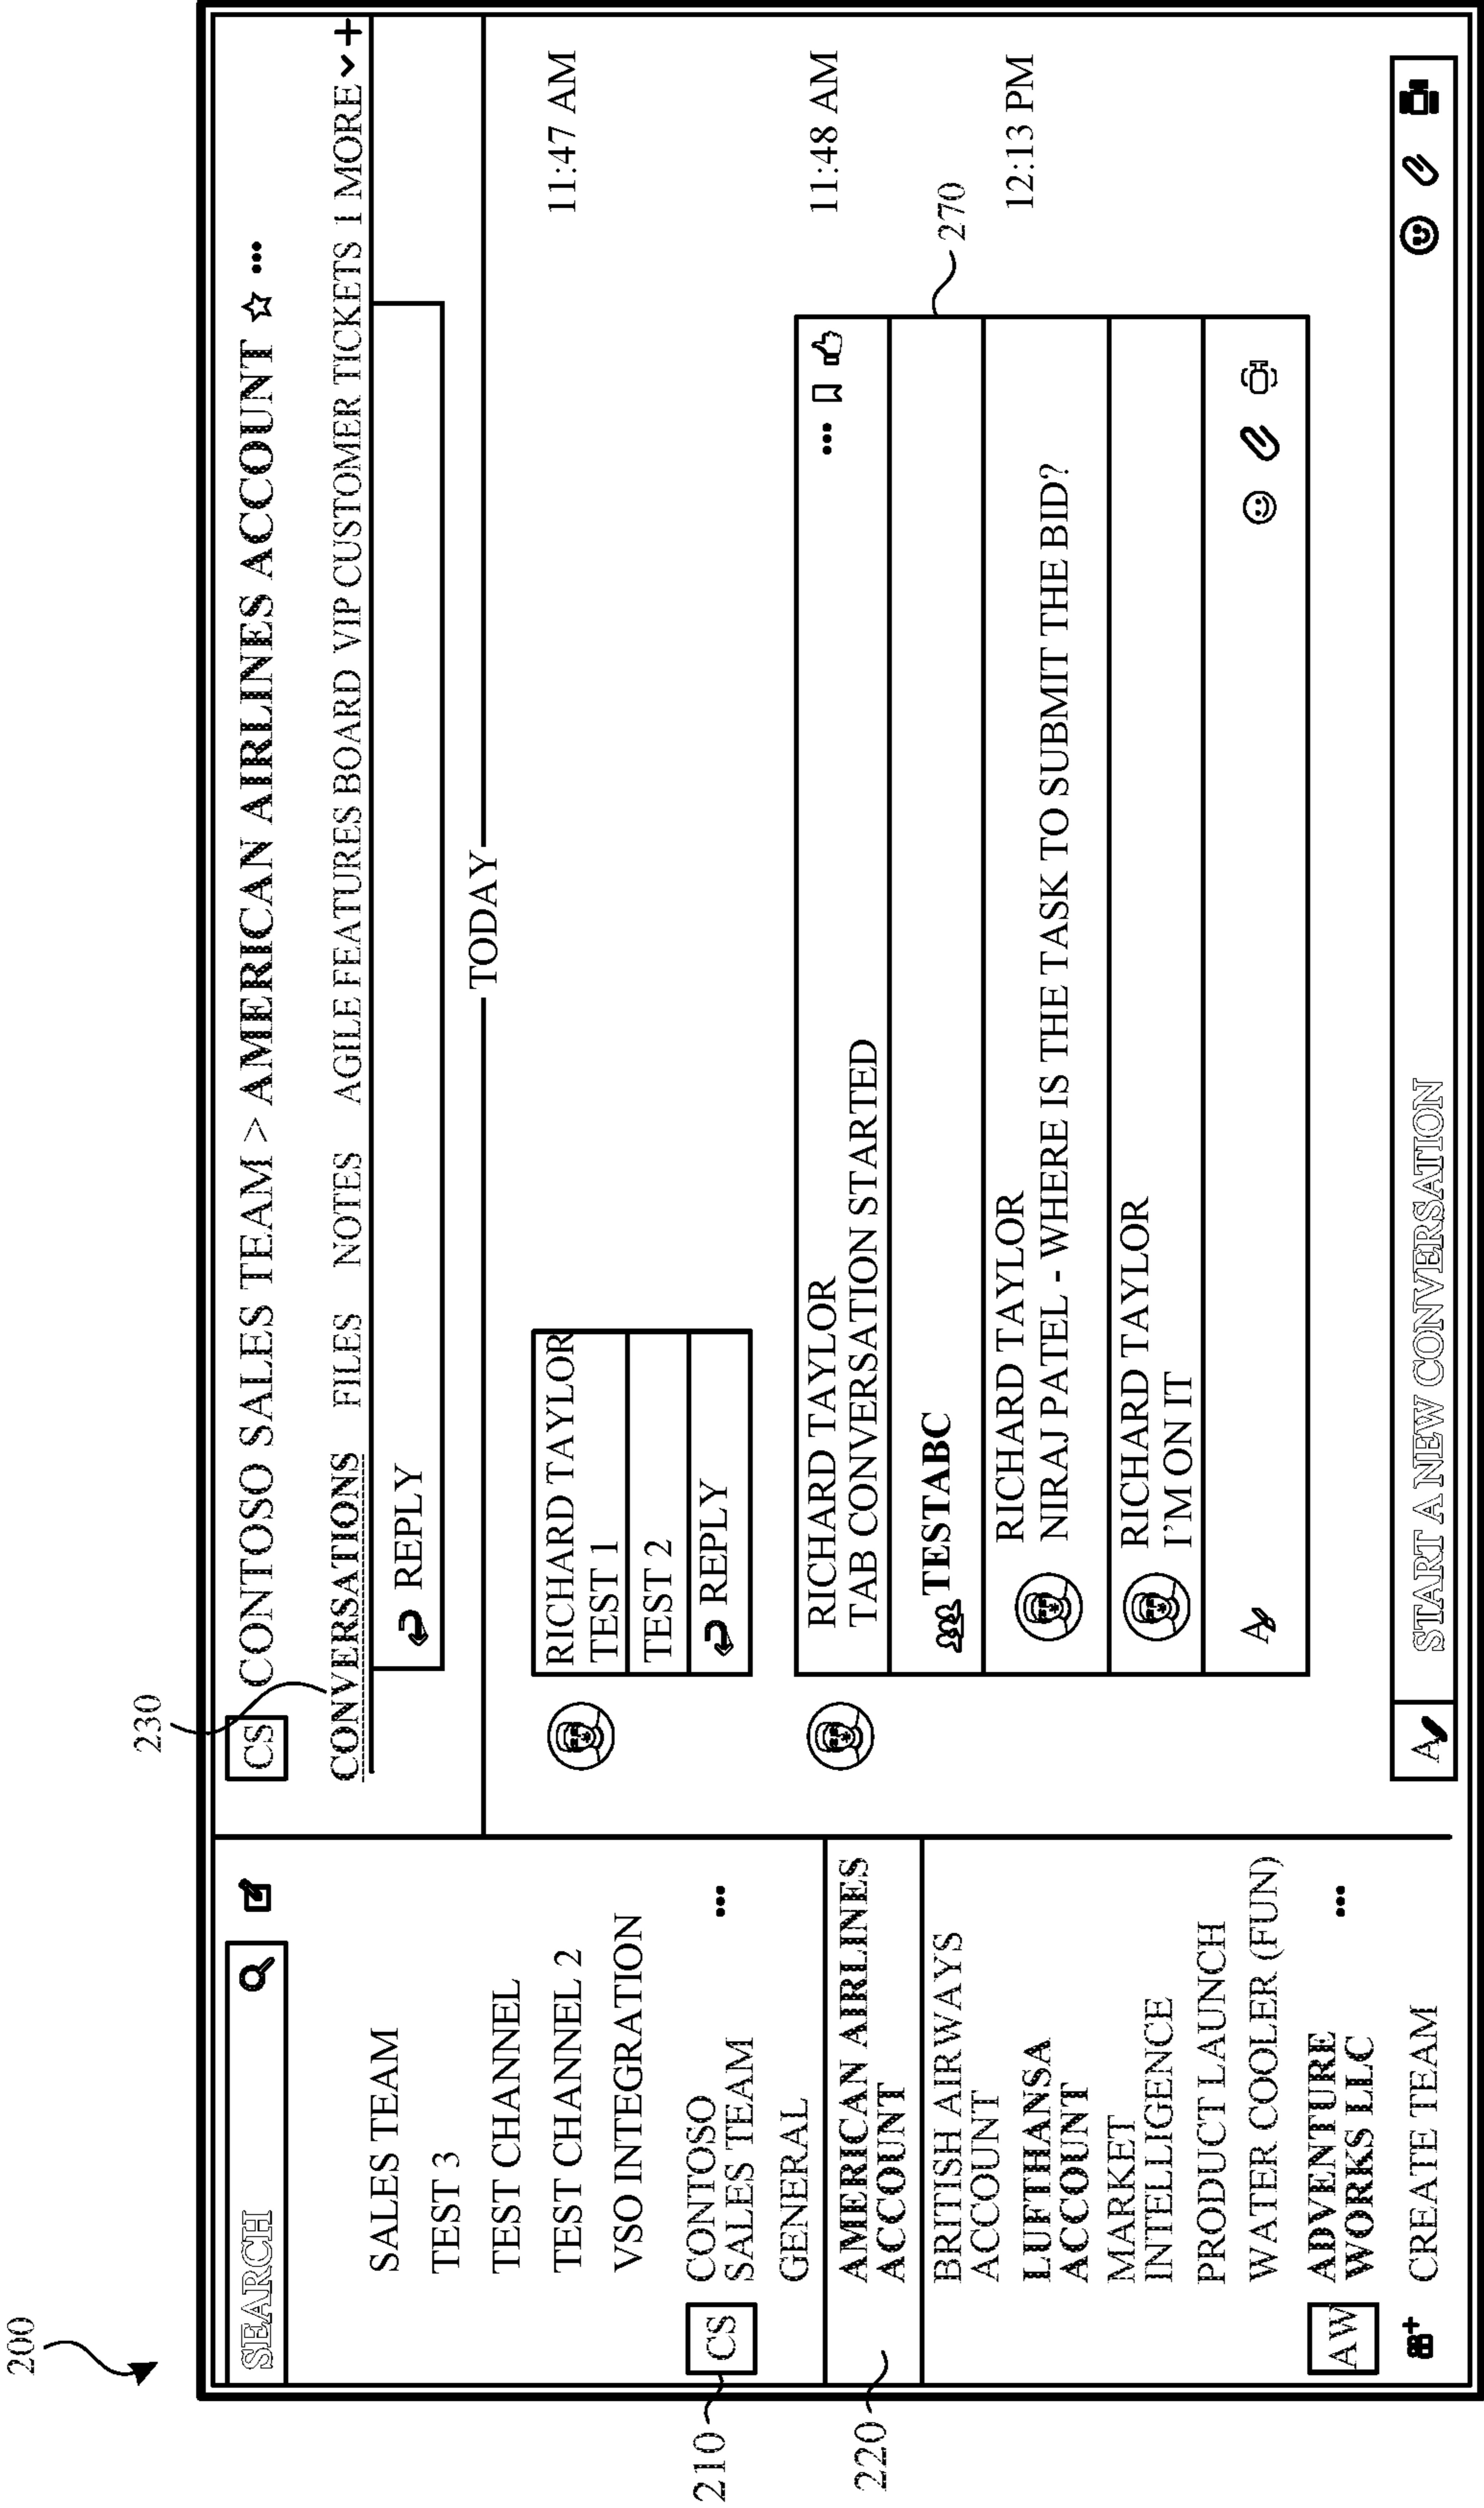 200
SEARCH
SALES TEAM
TEST 3
TEST CHANNEL
TEST CHANNEL 2
VSO INTEGRATION
210
CS
CONTOSO
SALES TEAM
•••
GENERAL
220
AMERICAN AIRLINES
ACCOUNT
BRITISH AIRWAYS
ACCOUNT
LUFTHANSA
ACCOUNT
MARKET
INTELLIGENCE
PRODUCT LAUNCH
WATER COOLER (FUN)
AW
ADVENTURE
WORKS LLC
•••
CREATE TEAM
230
CS
CONTOSO SALES TEAM > AMERICAN AIRLINES ACCOUNT •••
CONVERSATIONS FILES NOTES AGILE FEATURES BOARD VIP CUSTOMER TICKETS 1 MORE +
REPLY
TODAY
RICHARD TAYLOR 11:47 AM
TEST 1
TEST 2
REPLY
RICHARD TAYLOR ••• 11:48 AM
TAB CONVERSATION STARTED
TESTABC
270
RICHARD TAYLOR 12:13 PM
NIRAJ PATEL - WHERE IS THE TASK TO SUBMIT THE BID?
RICHARD TAYLOR
I'M ON IT
A
A
START A NEW CONVERSATION